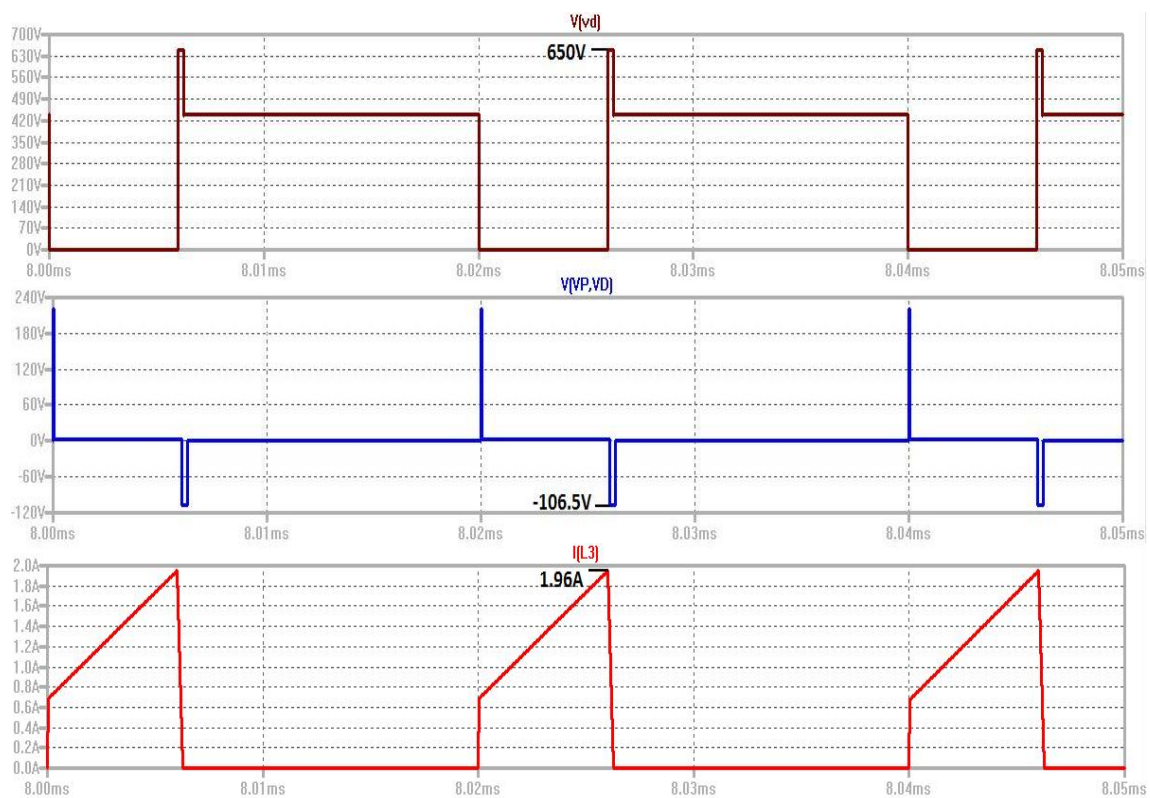 V(vd)
700V
630V
650V
560V
490V
420V
350V
280V
210V
140V
70V
0V
8.00ms 8.01ms 8.02ms 8.03ms 8.04ms 8.05ms
V(VP,VD)
240V
180V
120V
60V
0V
-60V
-106.5V
-120V
8.00ms 8.01ms 8.02ms 8.03ms 8.04ms 8.05ms
I(L3)
2.0A
1.8A
1.96A
1.6A
1.4A
1.2A
1.0A
0.8A
0.6A
0.4A
0.2A
0.0A
8.00ms 8.01ms 8.02ms 8.03ms 8.04ms 8.05ms